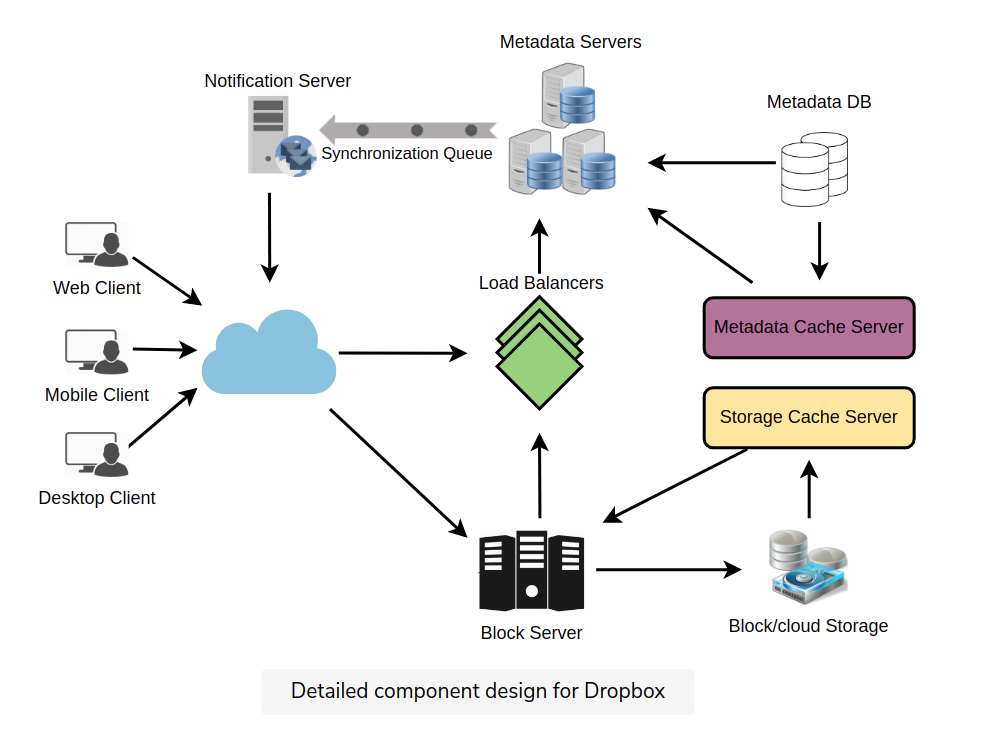 Metadata Servers
Notification Server
Metadata DB
Synchronization Queue
Web Client
Load Balancers
Metadata Cache Server
Mobile Client
Storage Cache Server
Desktop Client
Block Server
Block/cloud Storage
Detailed component design for Dropbox